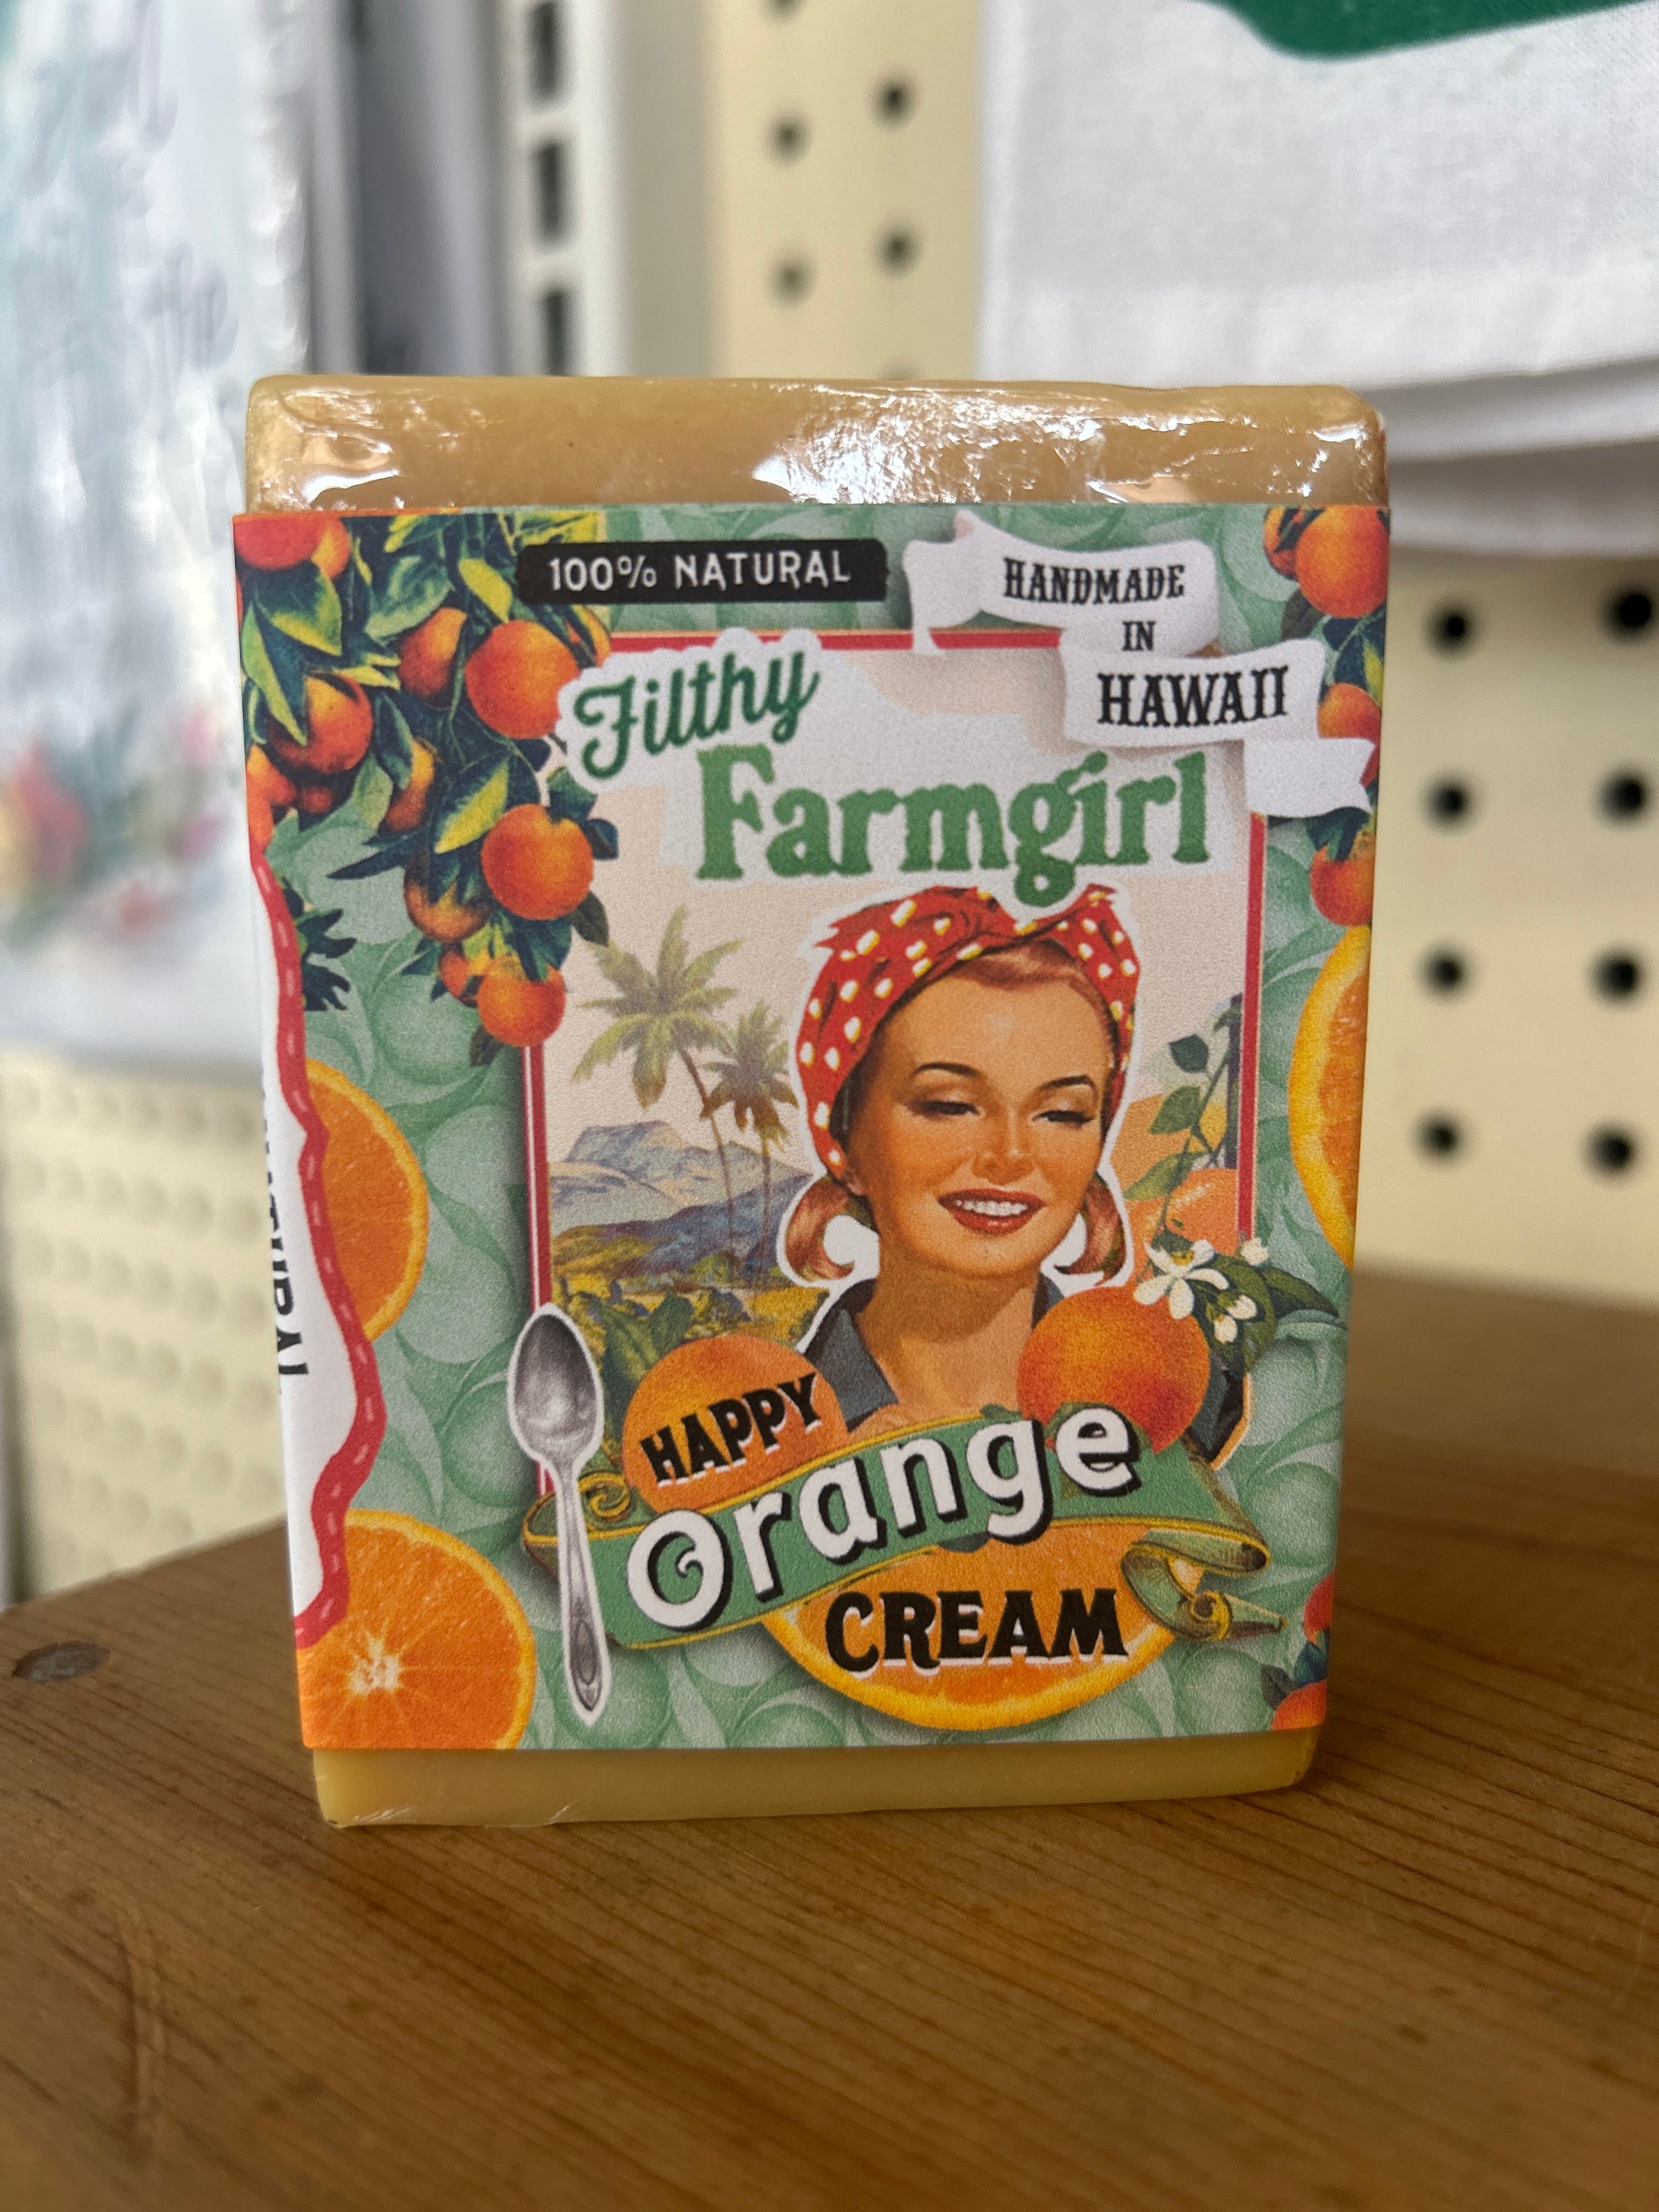 100% NATURAL
HANDMADE
IN
HAWAII
Filthy
Farmgirl
HAPPY
Orange
CREAM